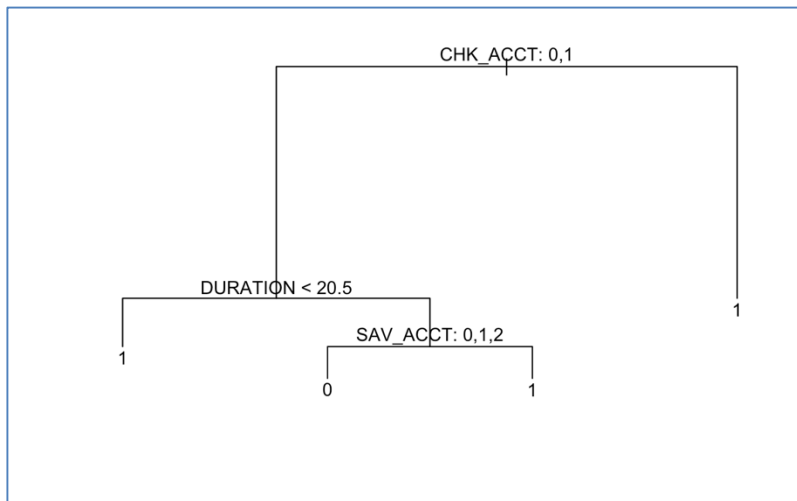 CHK_ACCT: 0,1
DURATION < 20.5
1
1
SAV_ACCT: 0,1,2
0
1